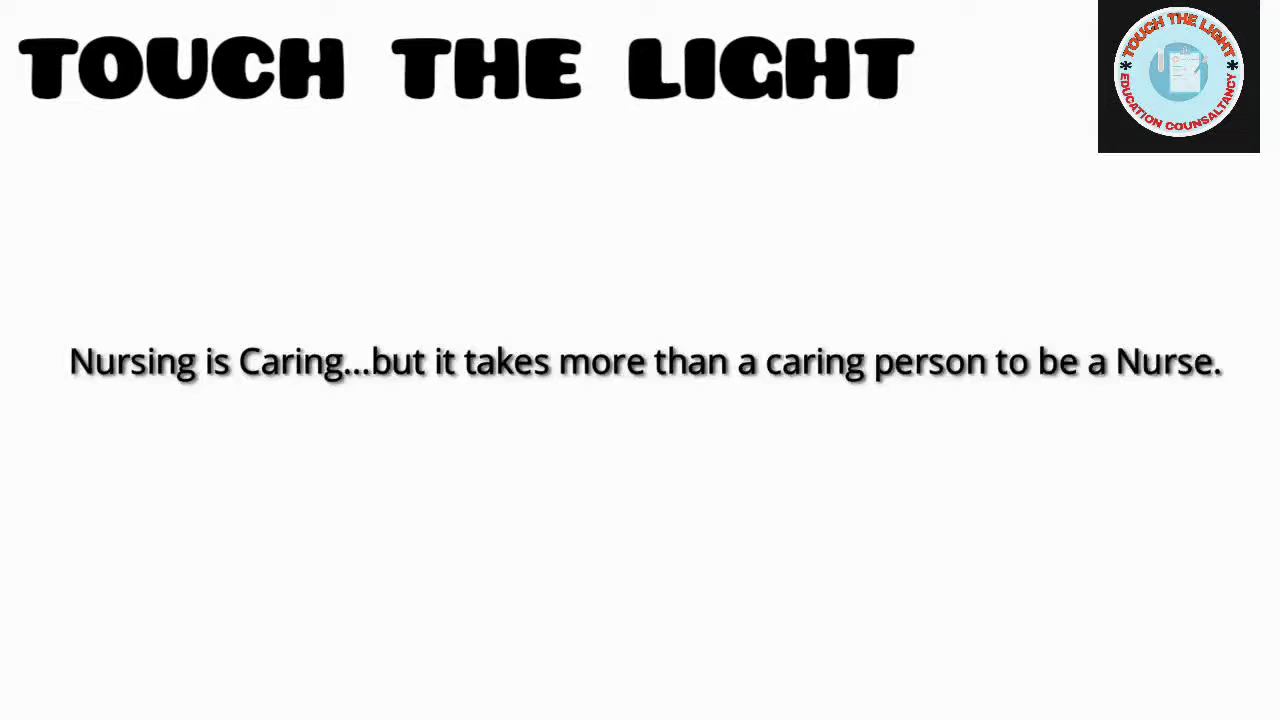 TOUCH THE LIGHT
TOUCH THE LIGHT
* EDUCATION COUNSALTANCY *
Nursing is Caring...but it takes more than a caring person to be a Nurse.